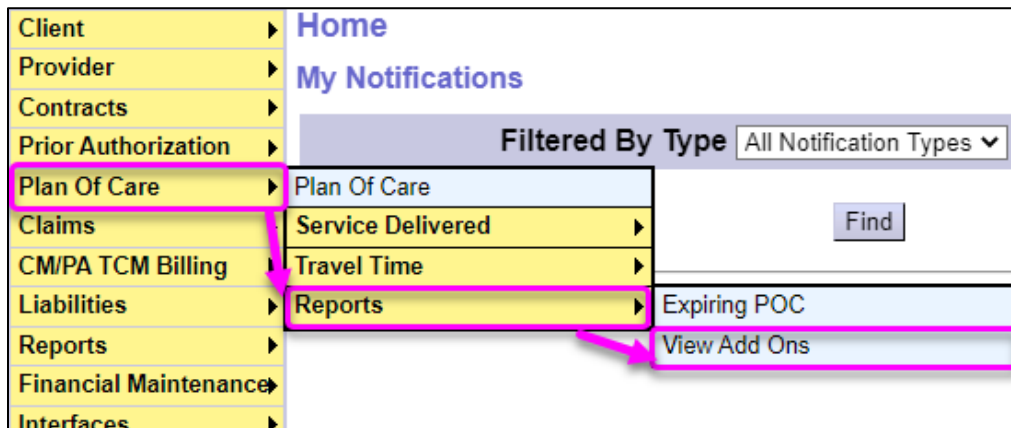 Client
Provider
Contracts
Prior Authorization
Plan Of Care
Claims
CM/PA TCM Billing
Liabilities
Reports
Financial Maintenance
Interfaces
Home
My Notifications
Filtered By Type All Notification Types
Find
Plan Of Care
Service Delivered
Travel Time
Reports
Expiring POC
View Add Ons